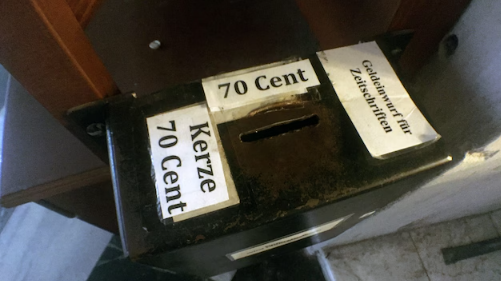 70 Cent
Kerze
70 Cent
Geldeinwurf für
Zeitschriften